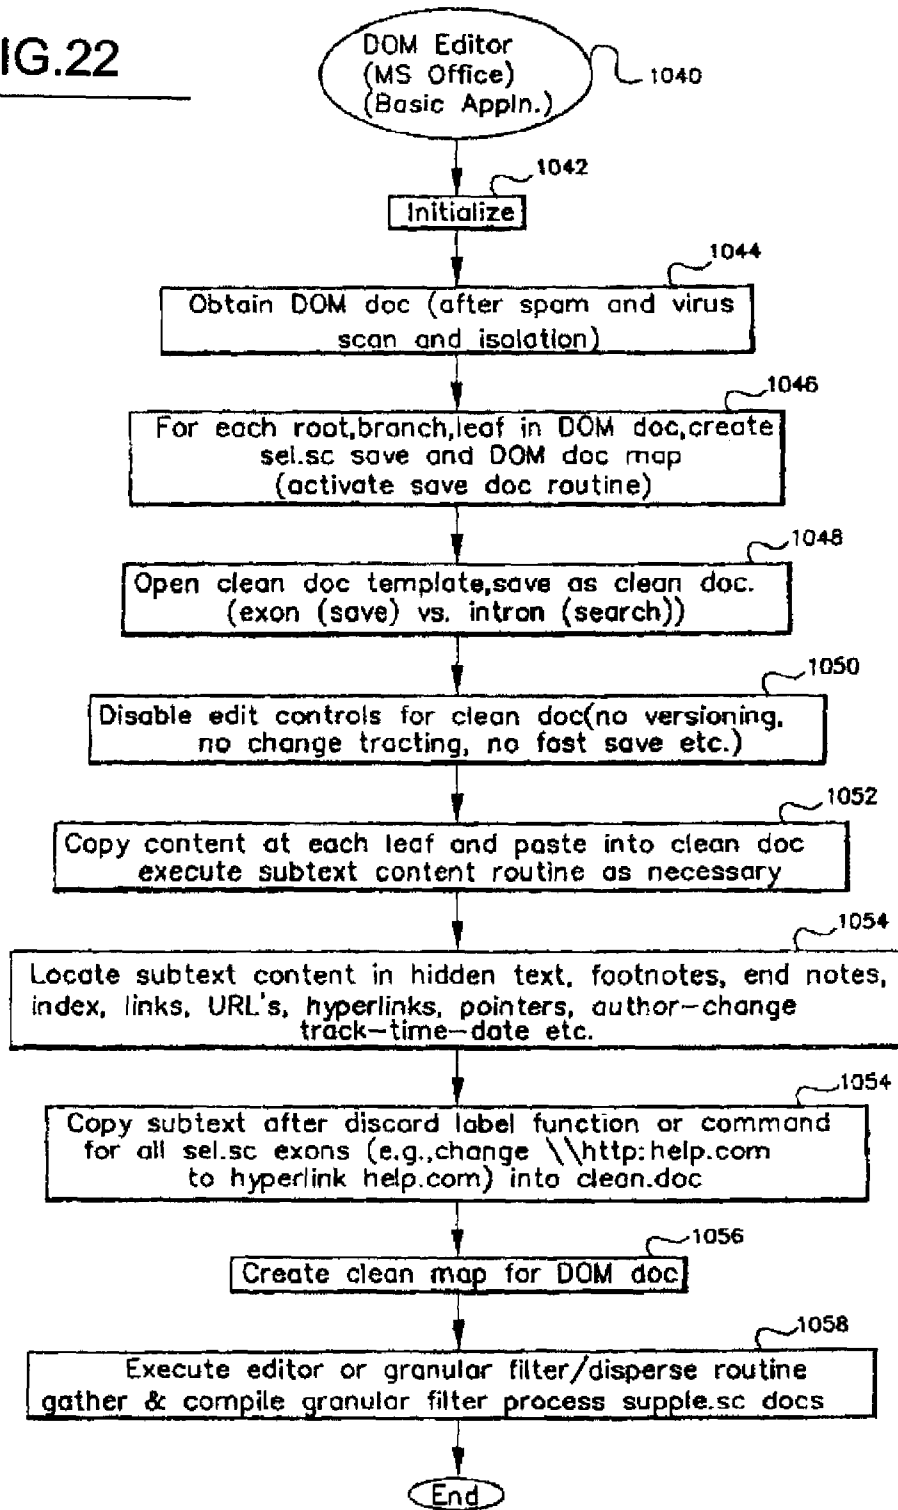 IG.22
DOM Editor
(MS Office)
(Basic Appln.)
1040
1042
Initialize
1044
Obtain DOM doc (after spam and virus
scan and isolation)
1046
For each root,branch,leaf in DOM doc,create
sel.sc save and DOM doc map
(activate save doc routine)
1048
Open clean doc template,save as clean doc.
(exon (save) vs. intron (search))
1050
Disable edit controls for clean doc(no versioning,
no change tracting, no fast save etc.)
1052
Copy content at each leaf and paste into clean doc
execute subtext content routine as necessary
1054
Locate subtext content in hidden text, footnotes, end notes,
index, links, URL's, hyperlinks, pointers, author-change
track-time-date etc.
1054
Copy subtext after discard label function or command
for all sel.sc exons (e.g.,change \\http:help.com
to hyperlink help.com) into clean.doc
1056
Create clean map for DOM doc
1058
Execute editor or granular filter/disperse routine
gather & compile granular filter process supple.sc docs
End